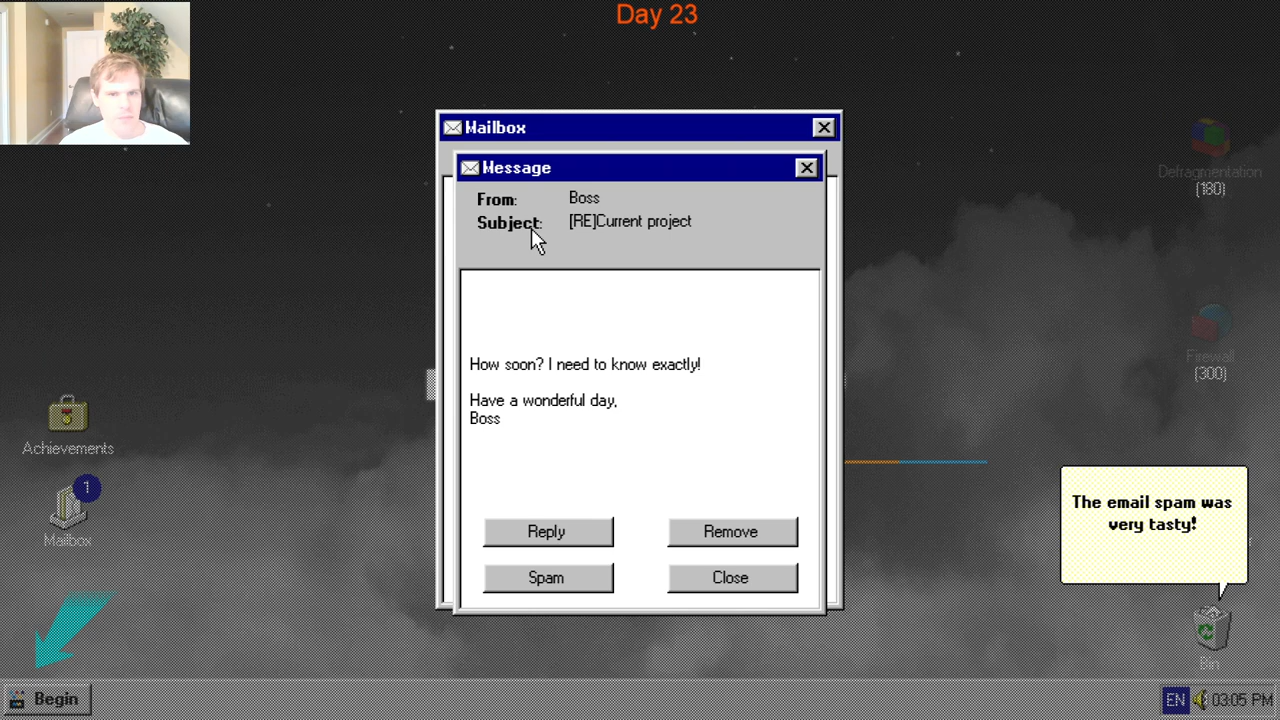 Day 23
Mailbox
Message
From: Boss
Subject: [RE]Current project
Defragmentation
(180)
How soon? I need to know exactly!
Firewall
(300)
Have a wonderful day,
Boss
Achievements
1
Mailbox
The email spam was
very tasty!
Reply
Remove
Spam
Close
Bin
Begin
EN
03:05 PM